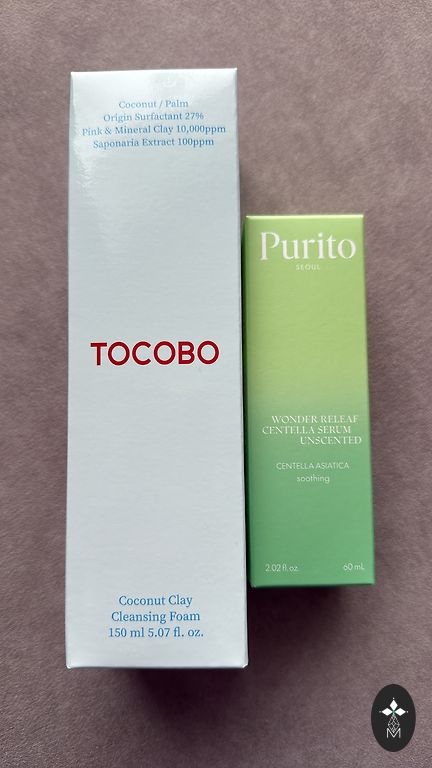 Coconut / Palm
Origin Surfactant 27%
Pink & Mineral Clay 10,000ppm
Saponaria Extract 100ppm
TOCOBO
Coconut Clay
Cleansing Foam
150 ml 5.07 fl. oz.
Purito
SEOUL
WONDER RELEAF
CENTELLA SERUM
UNSCENTED
CENTELLA ASIATICA
soothing
2.02 fl. oz. 60 mL
M